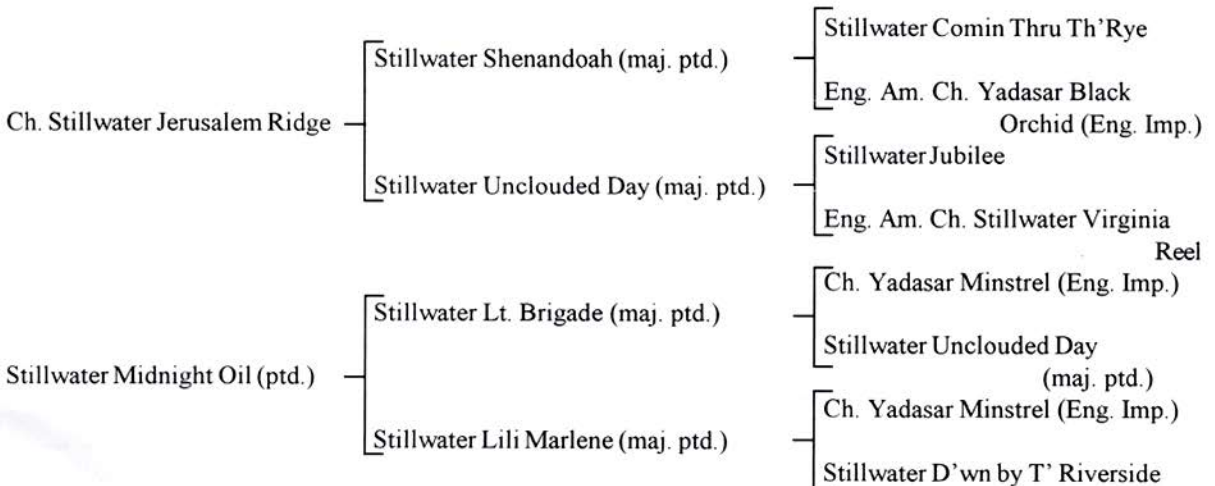 Stillwater Comin Thru Th'Rye
Stillwater Shenandoah (maj. ptd.)
Eng. Am. Ch. Yadasar Black
Orchid (Eng. Imp.)
Ch. Stillwater Jerusalem Ridge
Stillwater Jubilee
Stillwater Unclouded Day (maj. ptd.)
Eng. Am. Ch. Stillwater Virginia
Reel
Ch. Yadasar Minstrel (Eng. Imp.)
Stillwater Lt. Brigade (maj. ptd.)
Stillwater Unclouded Day
(maj. ptd.)
Stillwater Midnight Oil (ptd.)
Ch. Yadasar Minstrel (Eng. Imp.)
Stillwater Lili Marlene (maj. ptd.)
Stillwater D'wn by T' Riverside